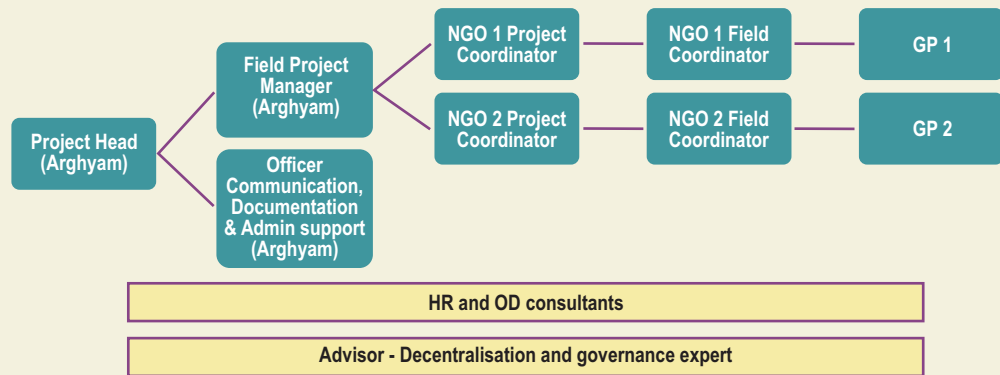 Project Head
(Arghyam)
Field Project
Manager
(Arghyam)
Officer
Communication,
Documentation
& Admin support
(Arghyam)
NGO 1 Project
Coordinator
NGO 1 Field
Coordinator
GP 1
NGO 2 Project
Coordinator
NGO 2 Field
Coordinator
GP 2
HR and OD consultants
Advisor - Decentralisation and governance expert